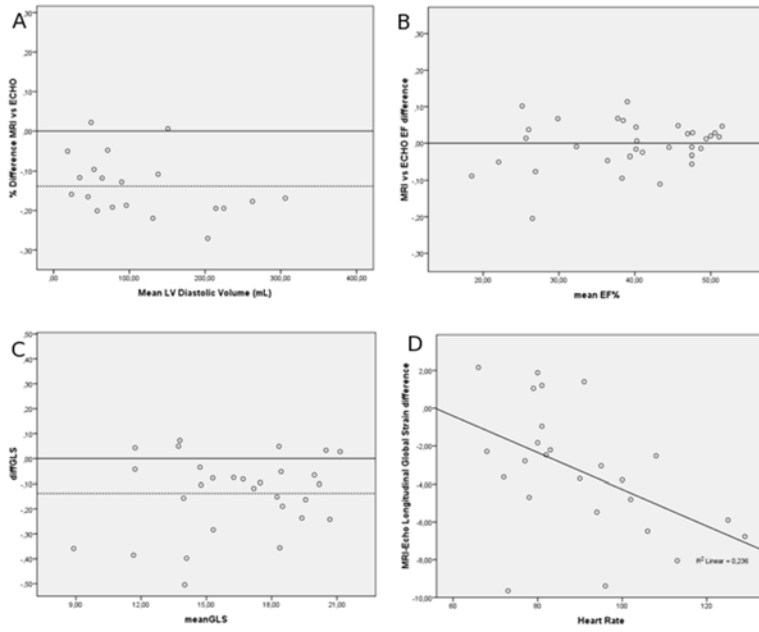 A
% Difference MRI vs ECHO
,30
,20
,10
,00
-,10
-,20
-,30
,00 100,00 200,00 300,00 400,00
Mean LV Diastolic Volume (mL)
B
MRI vs ECHO EF difference
,30
,20
,10
,00
-,10
-,20
-,30
20,00 30,00 40,00 50,00
mean EF%
C
diffGLS
,50
,40
,30
,20
,10
,00
-,10
-,20
-,30
-,40
-,50
9,00 12,00 15,00 18,00 21,00
meanGLS
D
MRI-Echo Longitudinal Global Strain difference
2,00
,00
-2,00
-4,00
-6,00
-8,00
-10,00
R² Linear = 0,236
60 80 100 120
Heart Rate